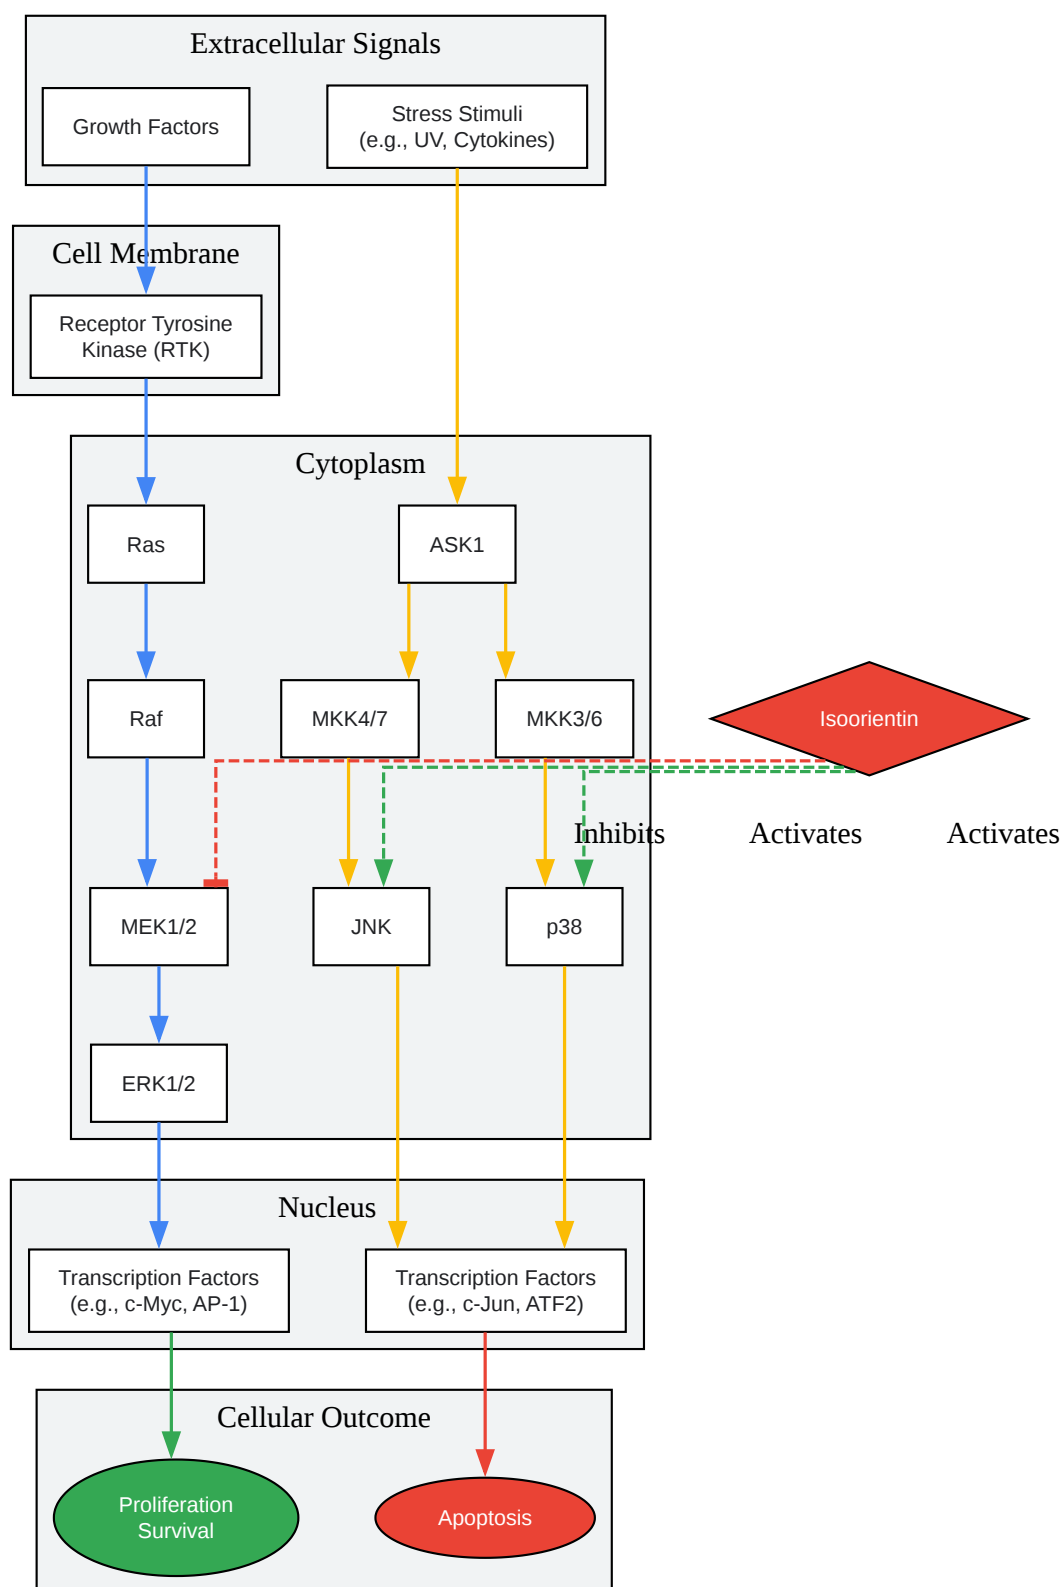 Extracellular Signals
Growth Factors
Stress Stimuli
(e.g., UV, Cytokines)
Cell Membrane
Receptor Tyrosine
Kinase (RTK)
Cytoplasm
Ras
ASK1
Raf
MKK4/7
MKK3/6
Isoorientin
Inhibits
Activates
Activates
MEK1/2
JNK
p38
ERK1/2
Nucleus
Transcription Factors
(e.g., c-Myc, AP-1)
Transcription Factors
(e.g., c-Jun, ATF2)
Cellular Outcome
Proliferation
Survival
Apoptosis